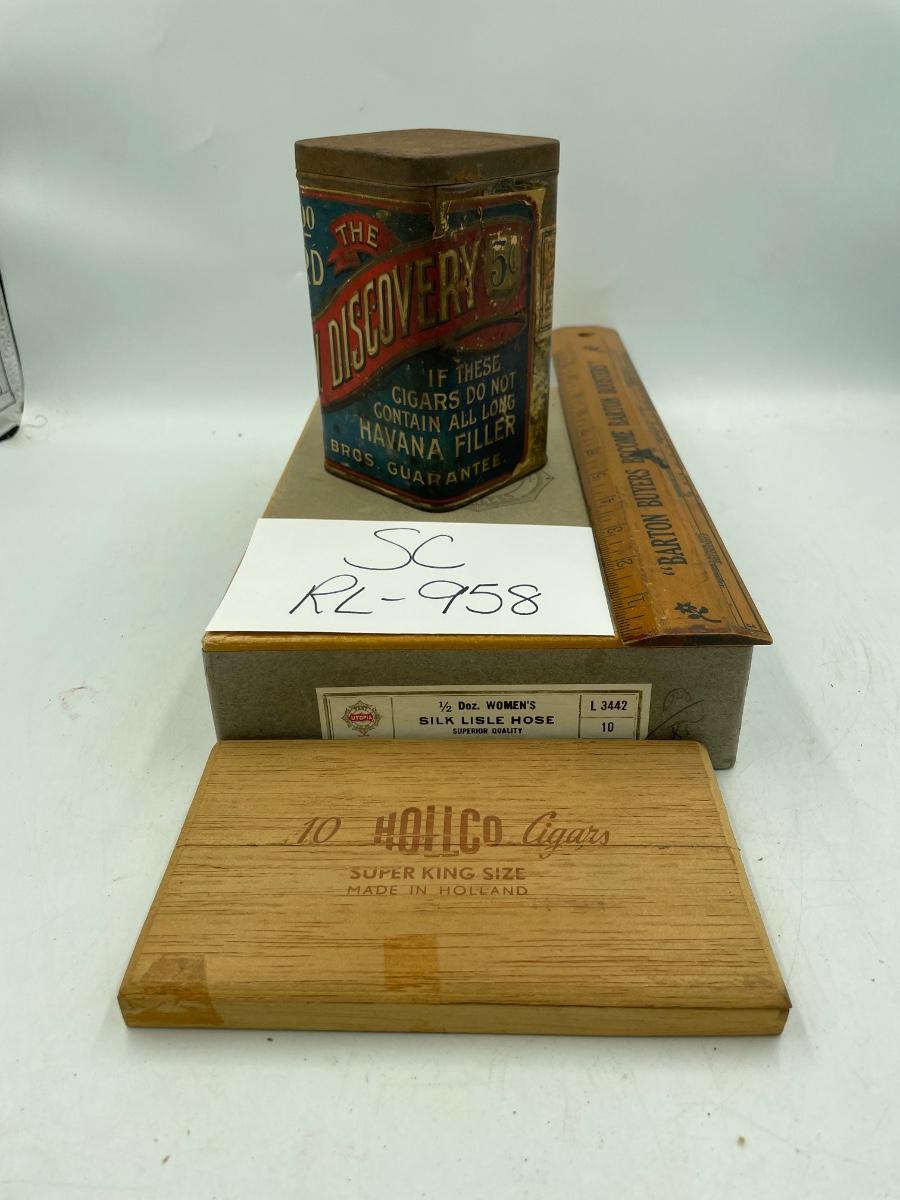 THE
DISCOVERY 5¢
IF THESE
CIGARS DO NOT
CONTAIN ALL LONG
HAVANA FILLER
BROS. GUARANTEE.
"BARTON BUYERS BECOME BARTON BOOSTERS"
SC
RL-958
UTOPIA
½ Doz. WOMEN'S
SILK LISLE HOSE
SUPERIOR QUALITY
L 3442
10
10 HOLLCO Cigars
SUPER KING SIZE
MADE IN HOLLAND